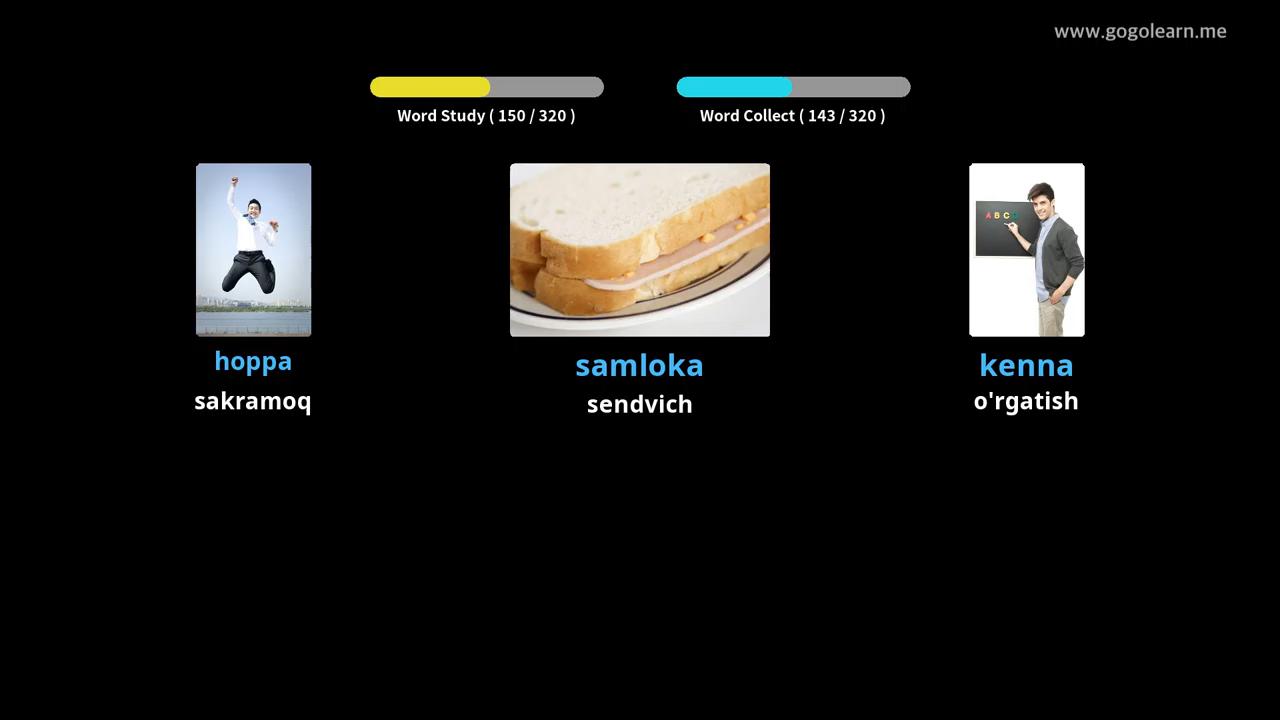 www.gogolearn.me
Word Study ( 150 / 320 )
Word Collect ( 143 / 320 )
A B C D
hoppa
sakramoq
samloka
sendvich
kenna
o'rgatish